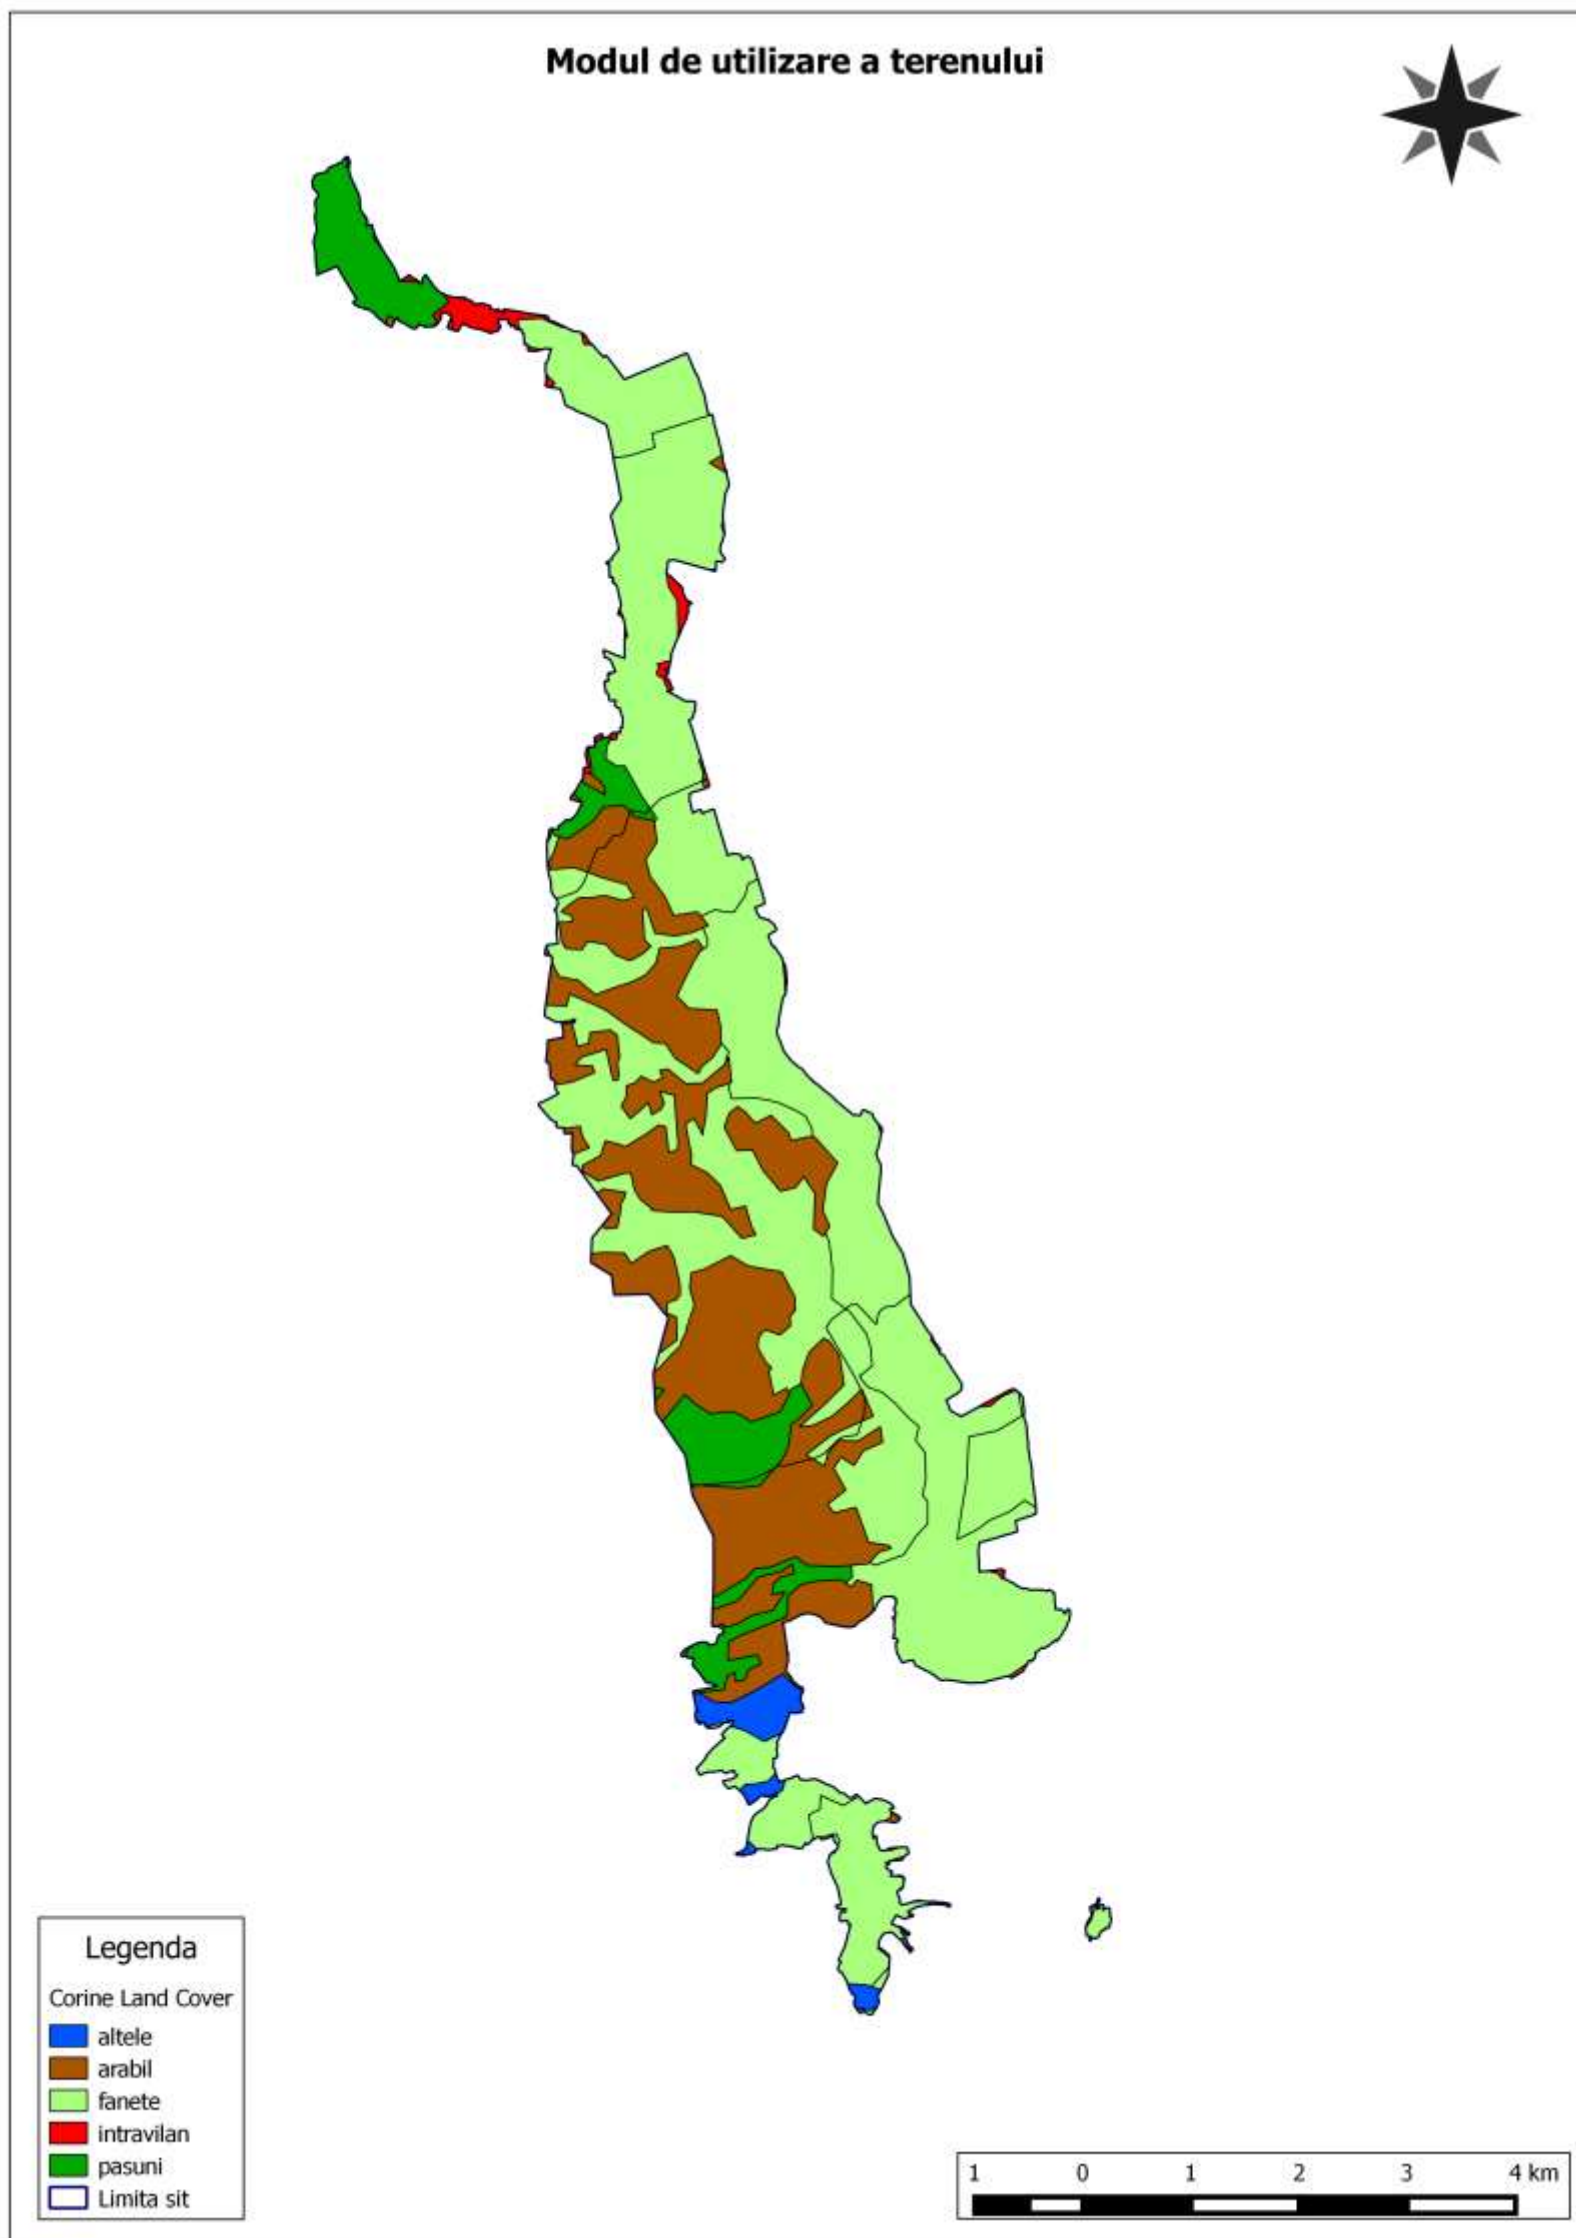 Modul de utilizare a terenului
Legenda
Corine Land Cover
altele
arabil
fanete
intravilan
pasuni
Limita sit
1 0 1 2 3 4 km